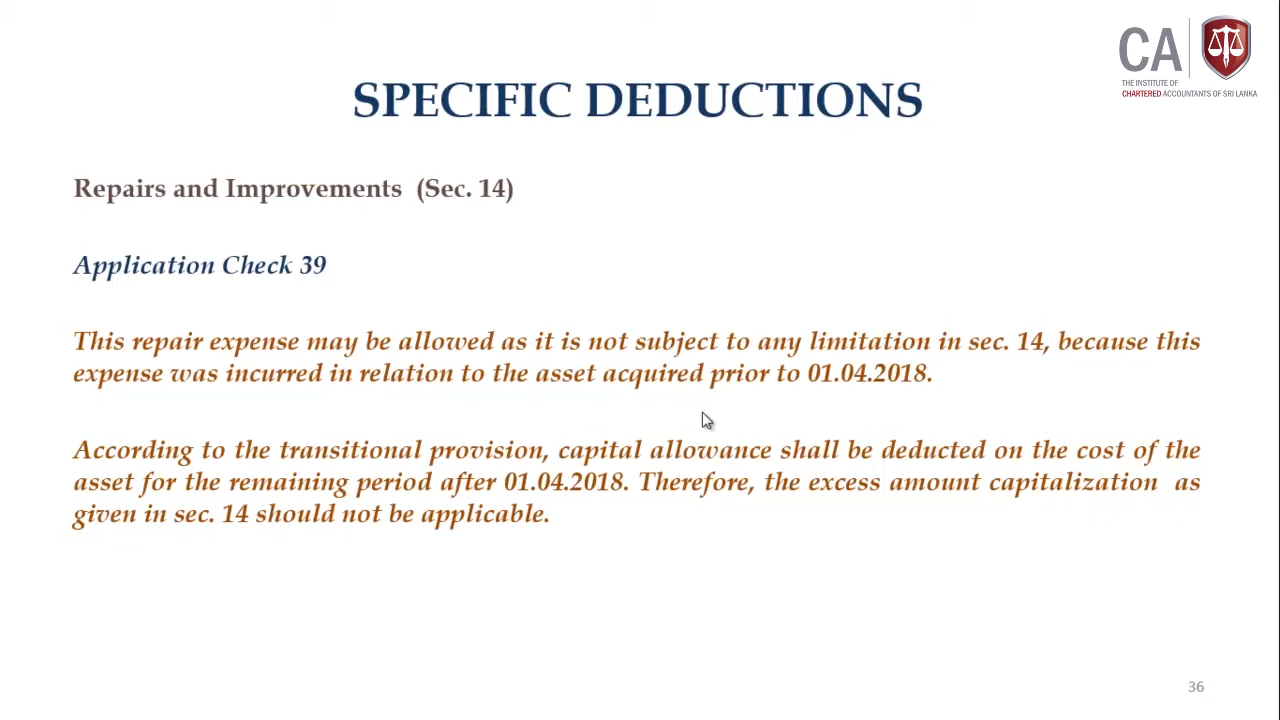 CA
THE INSTITUTE OF
CHARTERED ACCOUNTANTS OF SRI LANKA
SPECIFIC DEDUCTIONS
Repairs and Improvements (Sec. 14)
Application Check 39
This repair expense may be allowed as it is not subject to any limitation in sec. 14, because this
expense was incurred in relation to the asset acquired prior to 01.04.2018.
According to the transitional provision, capital allowance shall be deducted on the cost of the
asset for the remaining period after 01.04.2018. Therefore, the excess amount capitalization as
given in sec. 14 should not be applicable.
36